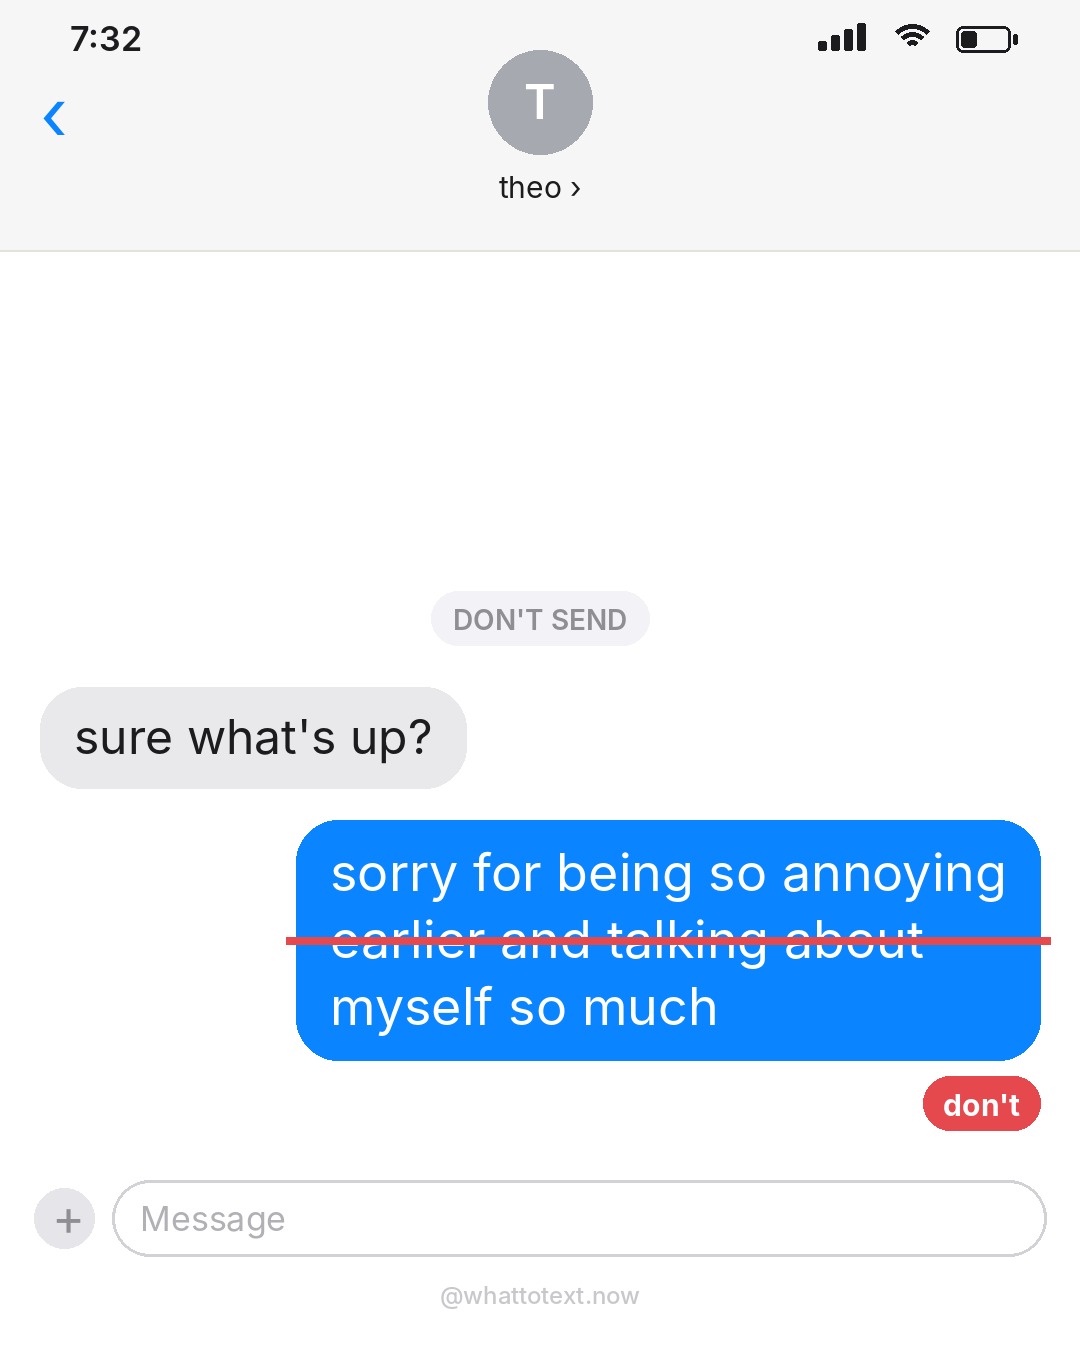 7:32
T
theo ›
DON'T SEND
sure what's up?
sorry for being so annoying
earlier and talking about
myself so much
don't
+ Message
@whattotext.now